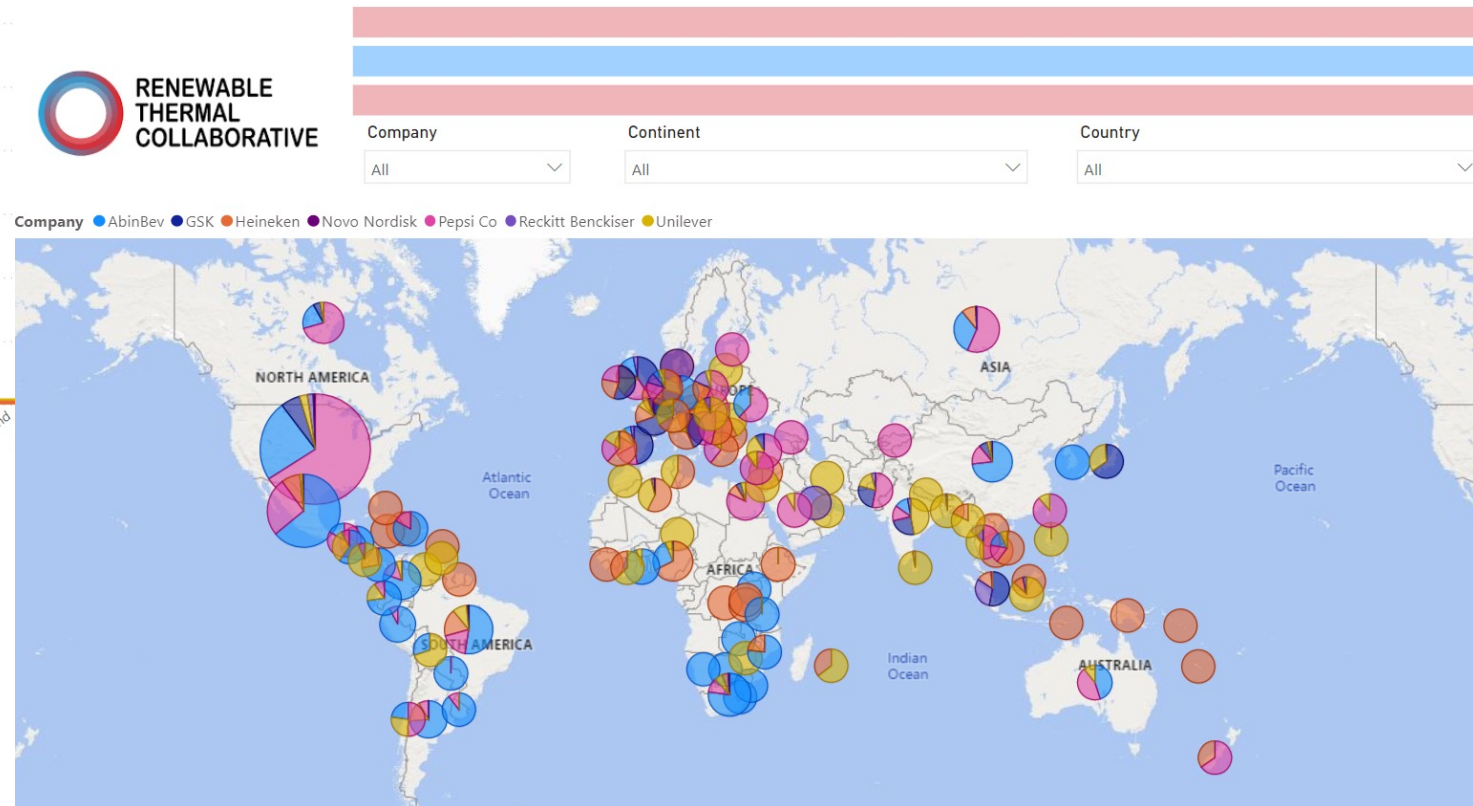 RENEWABLE
THERMAL
COLLABORATIVE
Company Continent Country
All All All
Company AbinBev GSK Heineken Novo Nordisk Pepsi Co Reckitt Benckiser Unilever
NORTH AMERICA
ASIA
Atlantic
Ocean
Pacific
Ocean
AFRICA
SOUTH AMERICA
Indian
Ocean
AUSTRALIA